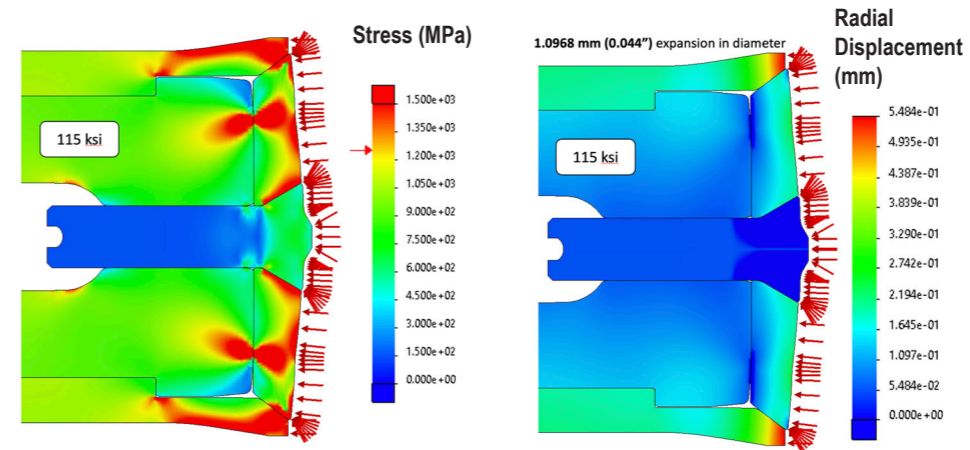 Stress (MPa)
115 ksi
1.500e+03
1.350e+03
1.200e+03
1.050e+03
9.000e+02
7.500e+02
6.000e+02
4.500e+02
3.000e+02
1.500e+02
0.000e+00
1.0968 mm (0.044”) expansion in diameter
Radial
Displacement
(mm)
115 ksi
5.484e-01
4.935e-01
4.387e-01
3.839e-01
3.290e-01
2.742e-01
2.194e-01
1.645e-01
1.097e-01
5.484e-02
0.000e+00